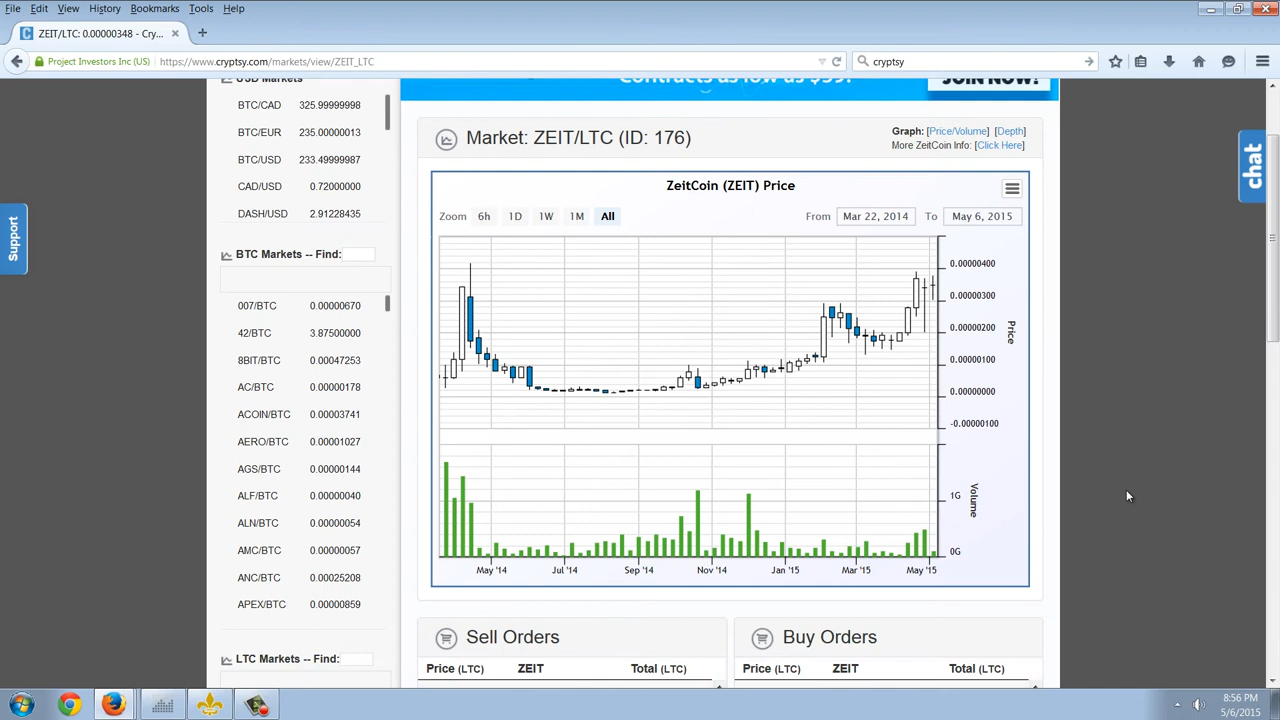 File Edit View History Bookmarks Tools Help
ZEIT/LTC: 0.00000348 - Cry...
Project Investors Inc (US) https://www.cryptsy.com/markets/view/ZEIT_LTC cryptsy
USD Markets
BTC/CAD 325.99999998
BTC/EUR 235.00000013
BTC/USD 233.49999987
CAD/USD 0.72000000
DASH/USD 2.91228435
BTC Markets -- Find:
007/BTC 0.00000670
42/BTC 3.87500000
8BIT/BTC 0.00047253
AC/BTC 0.00000178
ACOIN/BTC 0.00003741
AERO/BTC 0.00001027
AGS/BTC 0.00000144
ALF/BTC 0.00000040
ALN/BTC 0.00000054
AMC/BTC 0.00000057
ANC/BTC 0.00025208
APEX/BTC 0.00000859
LTC Markets -- Find:
Support
Contracts as low as $99!
JOIN NOW!
Market: ZEIT/LTC (ID: 176)
Graph: [Price/Volume] [Depth]
More ZeitCoin Info: [Click Here]
ZeitCoin (ZEIT) Price
Zoom 6h 1D 1W 1M All From Mar 22, 2014 To May 6, 2015
0.00000400
0.00000300
0.00000200
0.00000100
0.00000000
-0.00000100
Price
1G
0G
Volume
May '14 Jul '14 Sep '14 Nov '14 Jan '15 Mar '15 May '15
Sell Orders
Price (LTC) ZEIT Total (LTC)
Buy Orders
Price (LTC) ZEIT Total (LTC)
chat
8:56 PM
5/6/2015